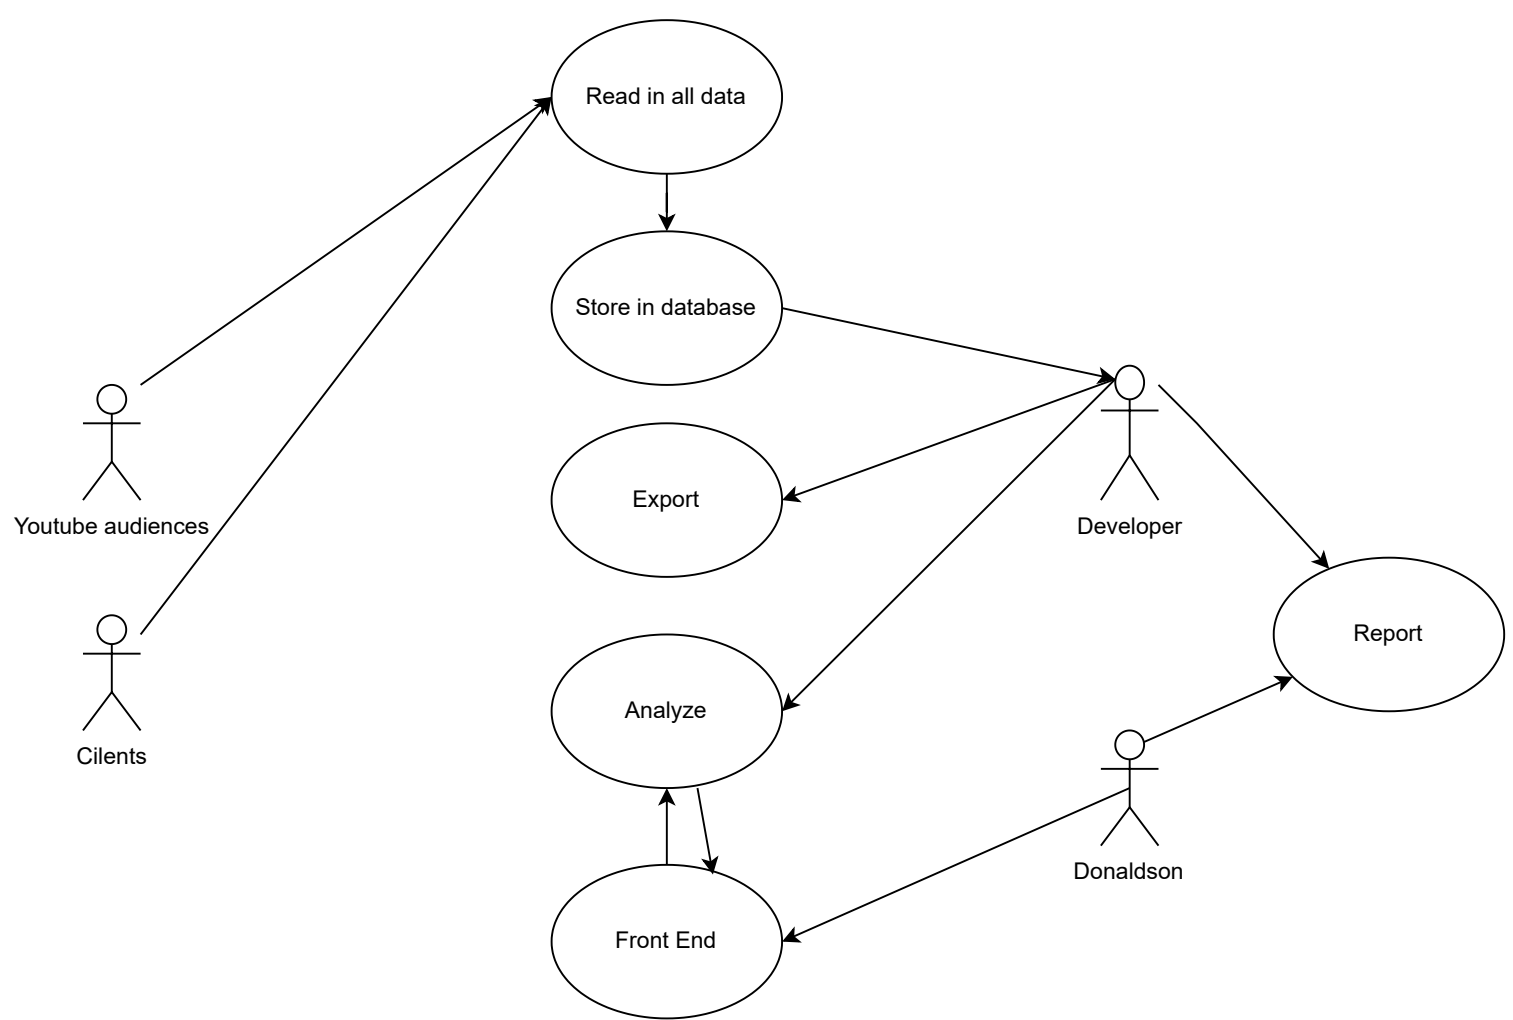 Read in all data
Store in database
Export
Youtube audiences
Developer
Report
Analyze
Cilents
Donaldson
Front End